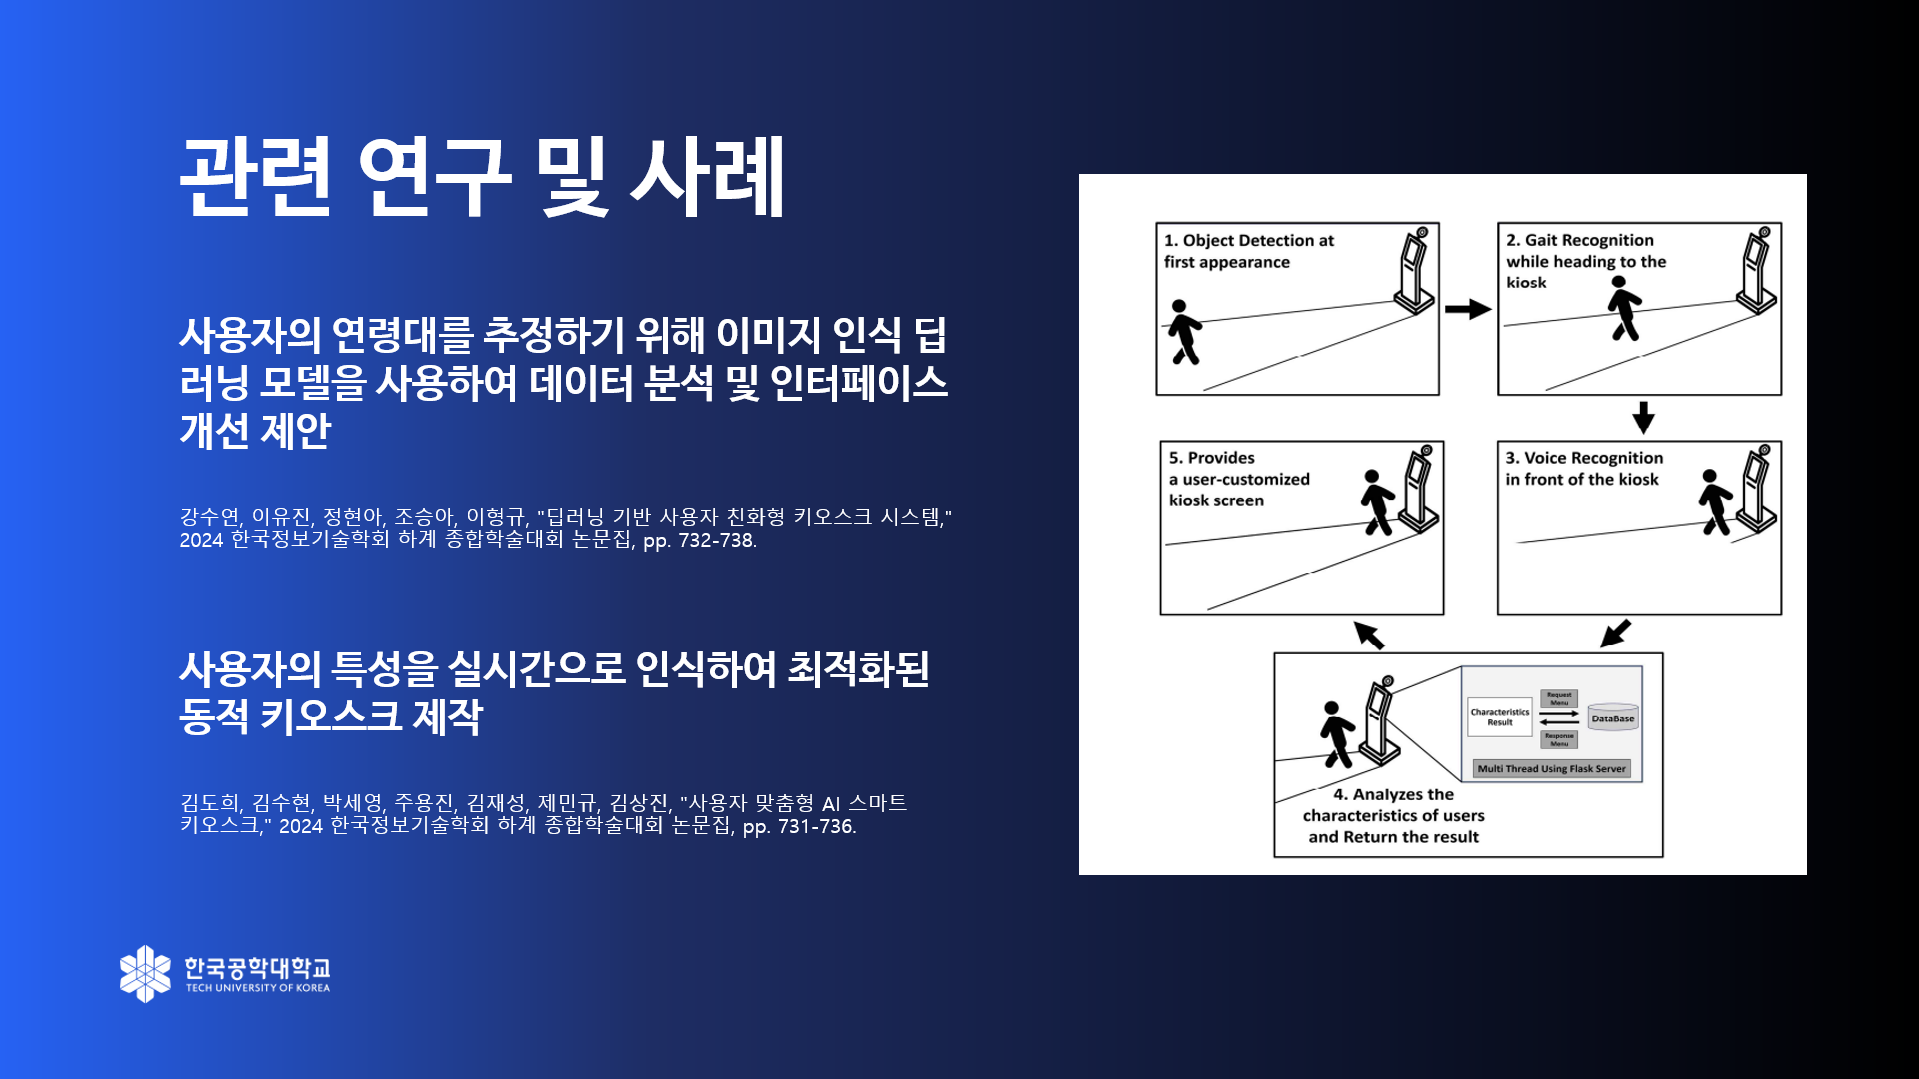 관련 연구 및 사례
사용자의 연령대를 추정하기 위해 이미지 인식 딥
러닝 모델을 사용하여 데이터 분석 및 인터페이스
개선 제안
강수연, 이유진, 정현아, 조승아, 이형규, "딥러닝 기반 사용자 친화형 키오스크 시스템,"
2024 한국정보기술학회 하계 종합학술대회 논문집, pp. 732-738.
사용자의 특성을 실시간으로 인식하여 최적화된
동적 키오스크 제작
김도희, 김수현, 박세영, 주용진, 김재성, 제민규, 김상진, "사용자 맞춤형 AI 스마트
키오스크," 2024 한국정보기술학회 하계 종합학술대회 논문집, pp. 731-736.
한국공학대학교
TECH UNIVERSITY OF KOREA
1. Object Detection at
first appearance
2. Gait Recognition
while heading to the
kiosk
3. Voice Recognition
in front of the kiosk
4. Analyzes the
characteristics of users
and Return the result
Characteristics
Result
Request
Menu
Response
Menu
DataBase
Multi Thread Using Flask Server
5. Provides
a user-customized
kiosk screen